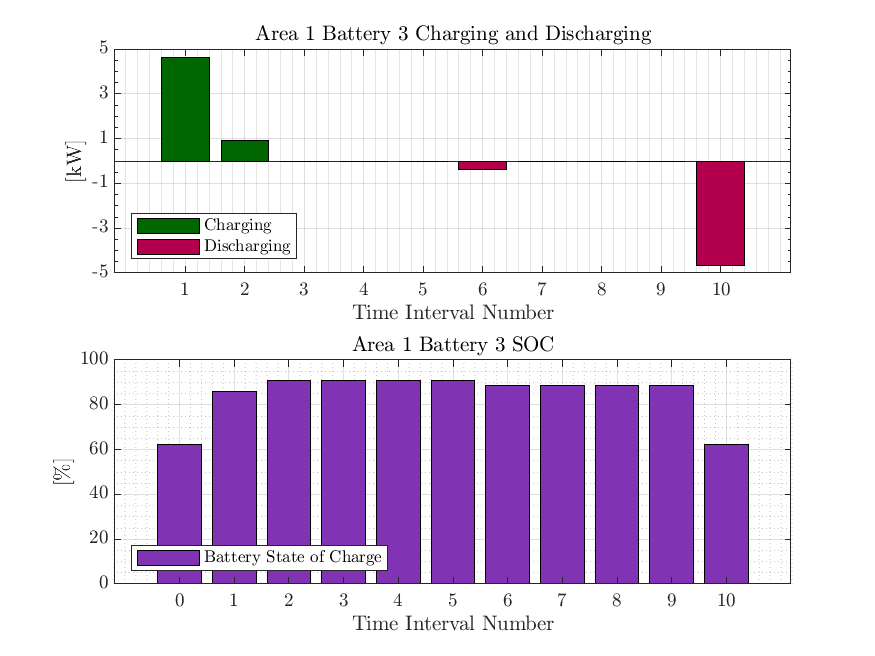 Area 1 Battery 3 Charging and Discharging
5
3
1
-1
-3
-5
[kW]
Charging
Discharging
1 2 3 4 5 6 7 8 9 10
Time Interval Number
Area 1 Battery 3 SOC
100
80
60
40
20
0
[%]
Battery State of Charge
0 1 2 3 4 5 6 7 8 9 10
Time Interval Number